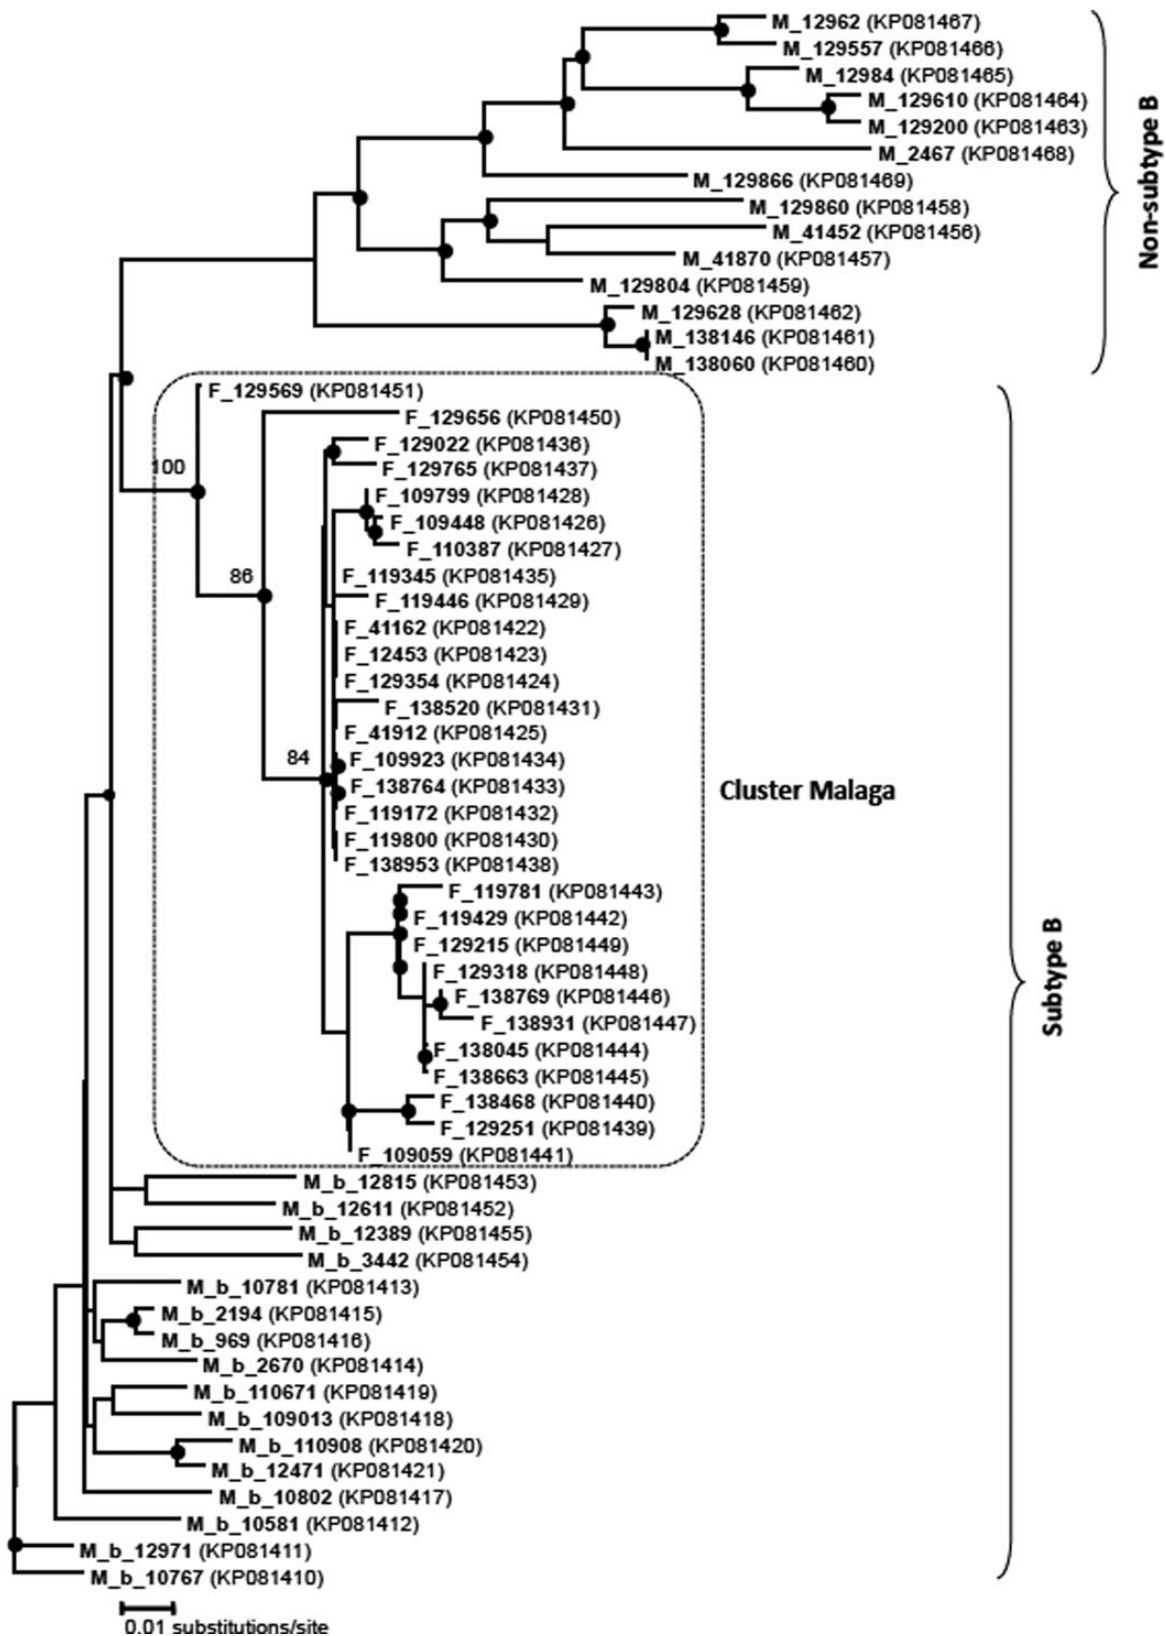 M_12962 (KP081467)
M_129557 (KP081466)
M_12984 (KP081465)
M_129610 (KP081464)
M_129200 (KP081463)
M_2467 (KP081468)
M_129866 (KP081469)
M_129860 (KP081458)
M_41452 (KP081456)
M_41870 (KP081457)
M_129804 (KP081459)
M_129628 (KP081462)
M_138146 (KP081461)
M_138060 (KP081460)
Non-subtype B
F_129569 (KP081451)
F_129656 (KP081450)
F_129022 (KP081436)
F_129765 (KP081437)
100
F_109799 (KP081428)
F_109448 (KP081426)
F_110387 (KP081427)
86
F_119345 (KP081435)
F_119446 (KP081429)
F_41162 (KP081422)
F_12453 (KP081423)
F_129354 (KP081424)
F_138520 (KP081431)
F_41912 (KP081425)
84
F_109923 (KP081434)
F_138764 (KP081433)
Cluster Malaga
F_119172 (KP081432)
F_119800 (KP081430)
F_138953 (KP081438)
F_119781 (KP081443)
F_119429 (KP081442)
F_129215 (KP081449)
F_129318 (KP081448)
Subtype B
F_138769 (KP081446)
F_138931 (KP081447)
F_138045 (KP081444)
F_138663 (KP081445)
F_138468 (KP081440)
F_129251 (KP081439)
F_109059 (KP081441)
M_b_12815 (KP081453)
M_b_12611 (KP081452)
M_b_12389 (KP081455)
M_b_3442 (KP081454)
M_b_10781 (KP081413)
M_b_2194 (KP081415)
M_b_969 (KP081416)
M_b_2670 (KP081414)
M_b_110671 (KP081419)
M_b_109013 (KP081418)
M_b_110908 (KP081420)
M_b_12471 (KP081421)
M_b_10802 (KP081417)
M_b_10581 (KP081412)
M_b_12971 (KP081411)
M_b_10767 (KP081410)
0.01 substitutions/site